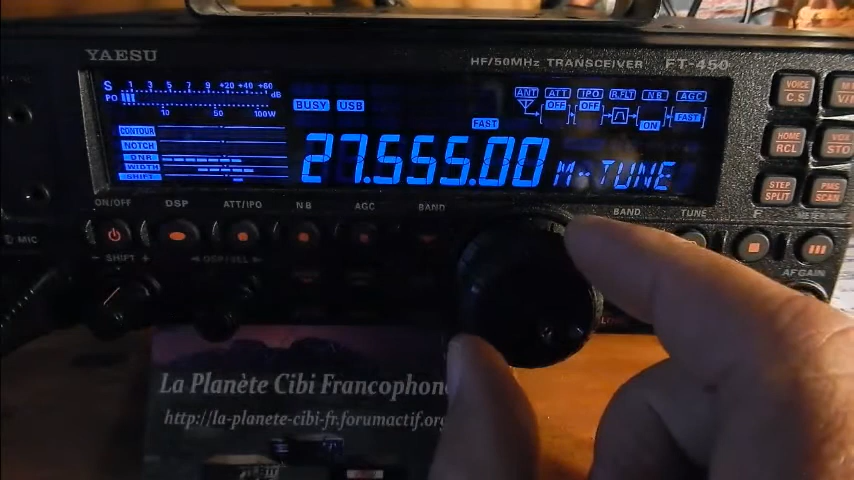 YAESU
HF/50MHz TRANSCEIVER FT-450
S 1 3 5 7 9 +20 +40 +60 dB
PO 10 50 100W
BUSY USB
FAST
ANT ATT IPO R.FLT NB AGC
OFF OFF ON FAST
CONTOUR
NOTCH
DNR
WIDTH
SHIFT
27.555.00 M-TUNE
VOICE
C.S
HOME
RCL
STO
STEP
SPLIT
PMS
SCAN
ON/OFF DSP ATT/IPO NB AGC BAND BAND TUNE F
MIC
- SHIFT + DSP/SEL
AF GAIN
La Planète Cibi Francophone
http://la-planete-cibi-fr.forumactif.org